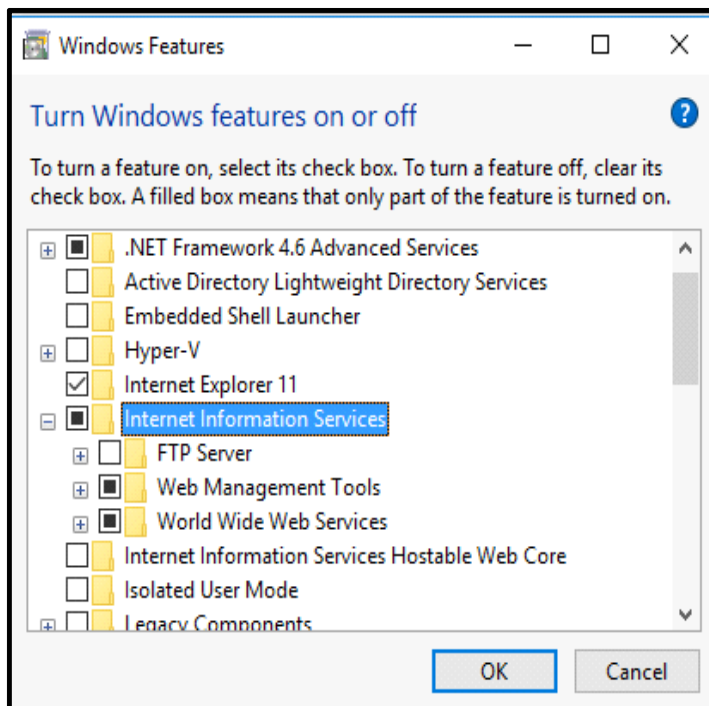 Windows Features
Turn Windows features on or off
To turn a feature on, select its check box. To turn a feature off, clear its
check box. A filled box means that only part of the feature is turned on.
.NET Framework 4.6 Advanced Services
Active Directory Lightweight Directory Services
Embedded Shell Launcher
Hyper-V
Internet Explorer 11
Internet Information Services
FTP Server
Web Management Tools
World Wide Web Services
Internet Information Services Hostable Web Core
Isolated User Mode
Legacy Components
OK Cancel